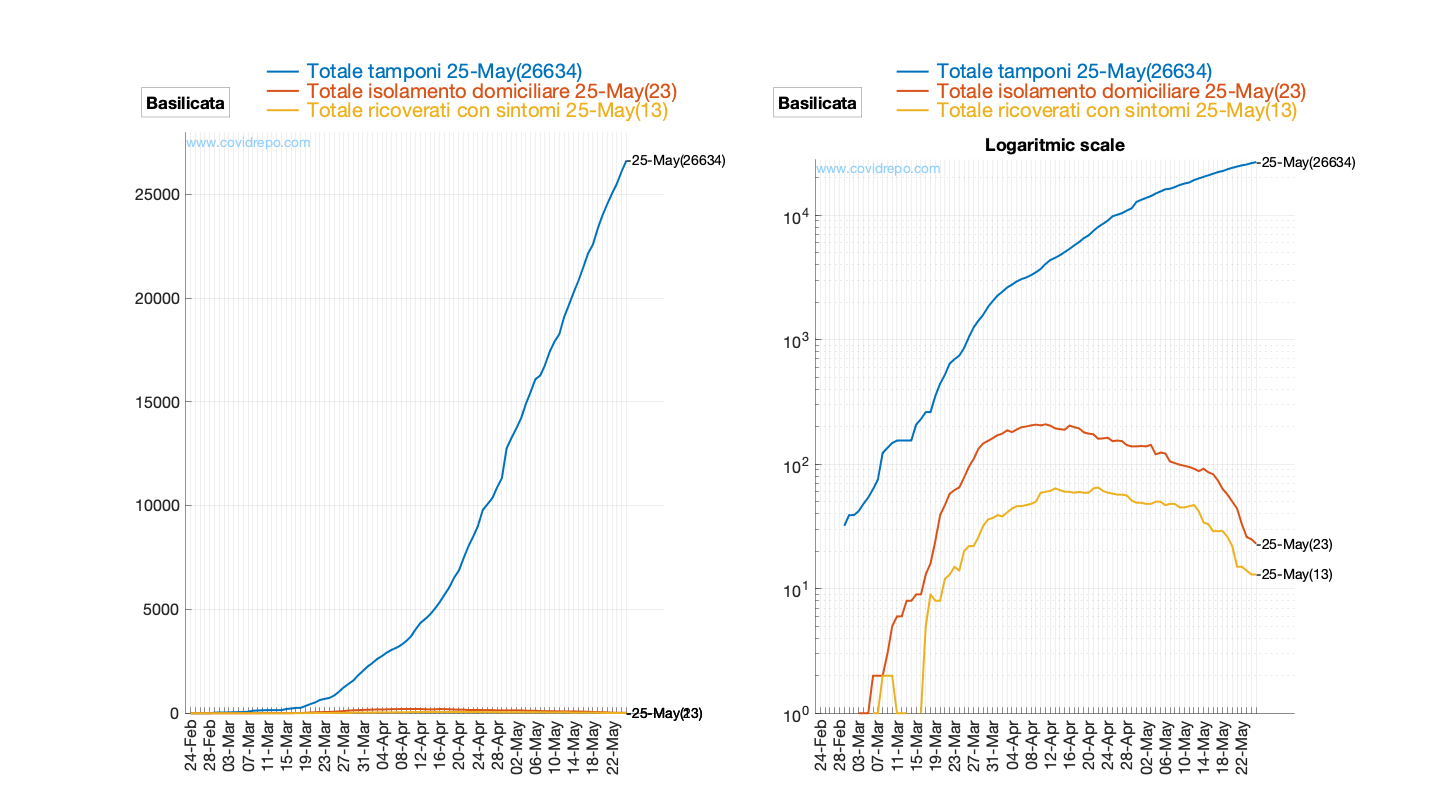 Totale tamponi 25-May(26634)
Totale isolamento domiciliare 25-May(23)
Totale ricoverati con sintomi 25-May(13)
Basilicata
www.covidrepo.com
25-May(26634)
25000
20000
15000
10000
5000
0
25-May(13)
24-Feb
28-Feb
03-Mar
07-Mar
11-Mar
15-Mar
19-Mar
23-Mar
27-Mar
31-Mar
04-Apr
08-Apr
12-Apr
16-Apr
20-Apr
24-Apr
28-Apr
02-May
06-May
10-May
14-May
18-May
22-May
Totale tamponi 25-May(26634)
Totale isolamento domiciliare 25-May(23)
Totale ricoverati con sintomi 25-May(13)
Basilicata
Logaritmic scale
www.covidrepo.com
25-May(26634)
10^4
10^3
10^2
25-May(23)
25-May(13)
10^1
10^0
24-Feb
28-Feb
03-Mar
07-Mar
11-Mar
15-Mar
19-Mar
23-Mar
27-Mar
31-Mar
04-Apr
08-Apr
12-Apr
16-Apr
20-Apr
24-Apr
28-Apr
02-May
06-May
10-May
14-May
18-May
22-May